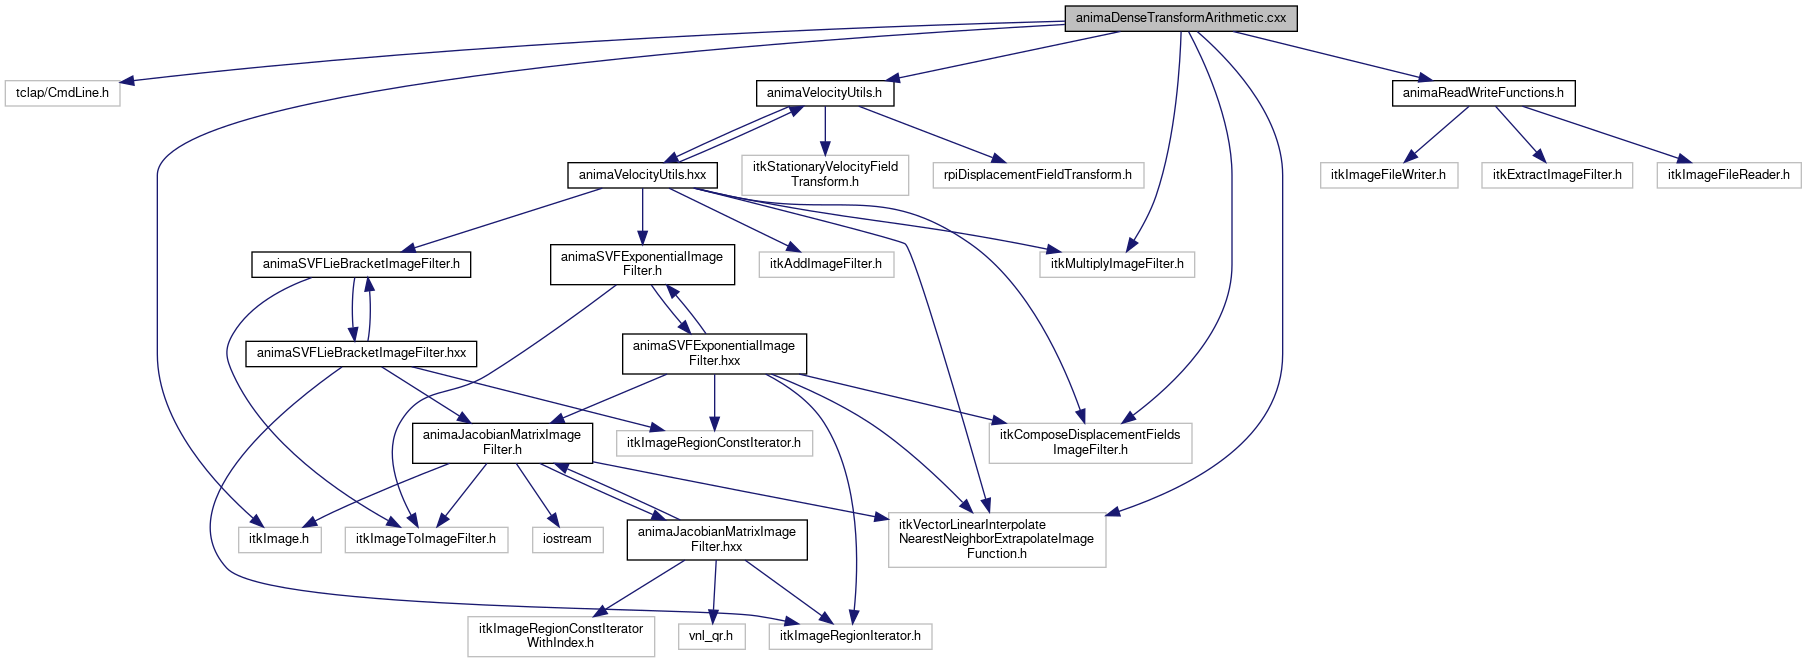 animaDenseTransformArithmetic.cxx
tclap/CmdLine.h
animaVelocityUtils.h
animaReadWriteFunctions.h
animaVelocityUtils.hxx
itkStationaryVelocityField
Transform.h
rpiDisplacementFieldTransform.h
itkImageFileWriter.h
itkExtractImageFilter.h
itkImageFileReader.h
animaSVFLieBracketImageFilter.h
animaSVFExponentialImage
Filter.h
itkAddImageFilter.h
itkMultiplyImageFilter.h
animaSVFLieBracketImageFilter.hxx
animaSVFExponentialImage
Filter.hxx
animaJacobianMatrixImage
Filter.h
itkImageRegionConstIterator.h
itkComposeDisplacementFields
ImageFilter.h
itkImage.h
itkImageToImageFilter.h
iostream
animaJacobianMatrixImage
Filter.hxx
itkVectorLinearInterpolate
NearestNeighborExtrapolateImage
Function.h
itkImageRegionConstIterator
WithIndex.h
vnl_qr.h
itkImageRegionIterator.h